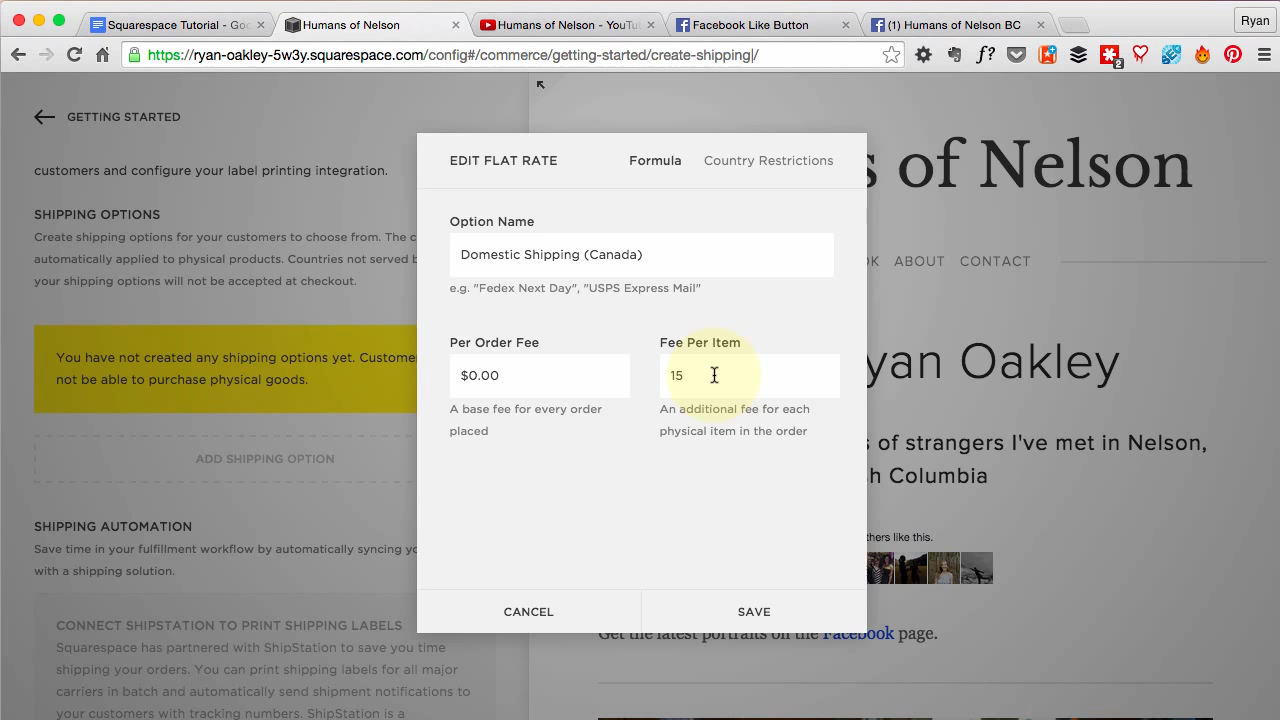 Squarespace Tutorial - Goo
Humans of Nelson
Humans of Nelson - YouTu
Facebook Like Button
(1) Humans of Nelson BC
Ryan
https://ryan-oakley-5w3y.squarespace.com/config#/commerce/getting-started/create-shipping/
f?
2
GETTING STARTED
customers and configure your label printing integration.
SHIPPING OPTIONS
Create shipping options for your customers to choose from. The c
automatically applied to physical products. Countries not served b
your shipping options will not be accepted at checkout.
You have not created any shipping options yet. Custome
not be able to purchase physical goods.
ADD SHIPPING OPTION
SHIPPING AUTOMATION
Save time in your fulfillment workflow by automatically syncing yo
with a shipping solution.
CONNECT SHIPSTATION TO PRINT SHIPPING LABELS
Squarespace has partnered with ShipStation to save you time
shipping your orders. You can print shipping labels for all major
carriers in batch and automatically send shipment notifications to
your customers with tracking numbers. ShipStation is a
EDIT FLAT RATE
Formula
Country Restrictions
Option Name
Domestic Shipping (Canada)
e.g. "Fedex Next Day", "USPS Express Mail"
Per Order Fee
Fee Per Item
$0.00
15
A base fee for every order
placed
An additional fee for each
physical item in the order
CANCEL
SAVE
s of Nelson
OK
ABOUT
CONTACT
yan Oakley
s of strangers I've met in Nelson,
h Columbia
thers like this.
Get the latest portraits on the Facebook page.